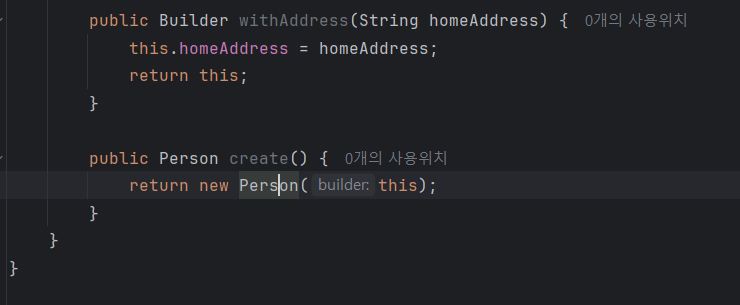 public Builder withAddress(String homeAddress) { 0개의 사용위치
this.homeAddress = homeAddress;
return this;
}
public Person create() { 0개의 사용위치
return new Person( builder: this);
}
}
}